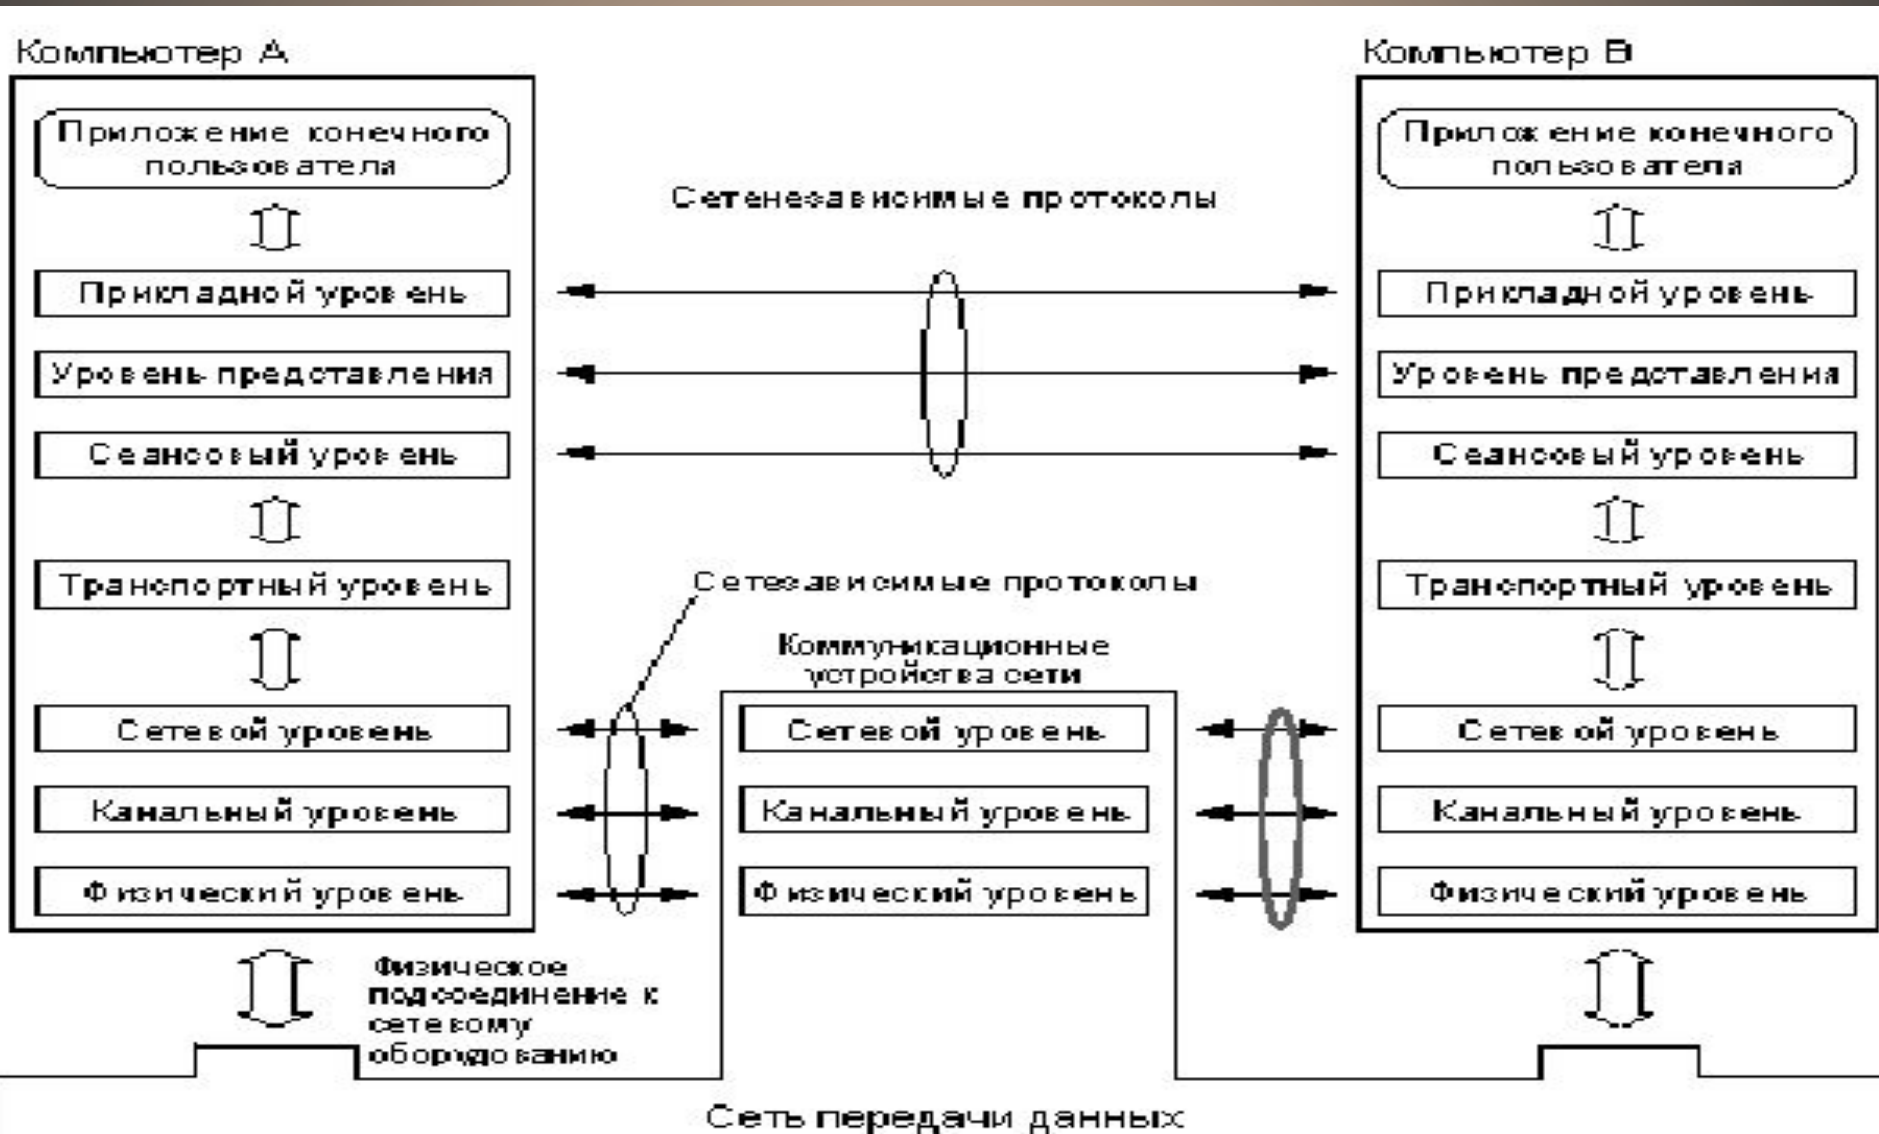 Компьютер А
Компьютер В
Приложение конечного
пользователя
Приложение конечного
пользователя
Сетенезависимые протоколы
Прикладной уровень
Прикладной уровень
Уровень представления
Уровень представления
Сеансовый уровень
Сеансовый уровень
Транспортный уровень
Сетезависимые протоколы
Транспортный уровень
Коммуникационные
устройства сети
Сетевой уровень
Сетевой уровень
Сетевой уровень
Канальный уровень
Канальный уровень
Канальный уровень
Физический уровень
Физический уровень
Физический уровень
Физическое
подсоединение к
сетевому
оборудованию
Сеть передачи данных